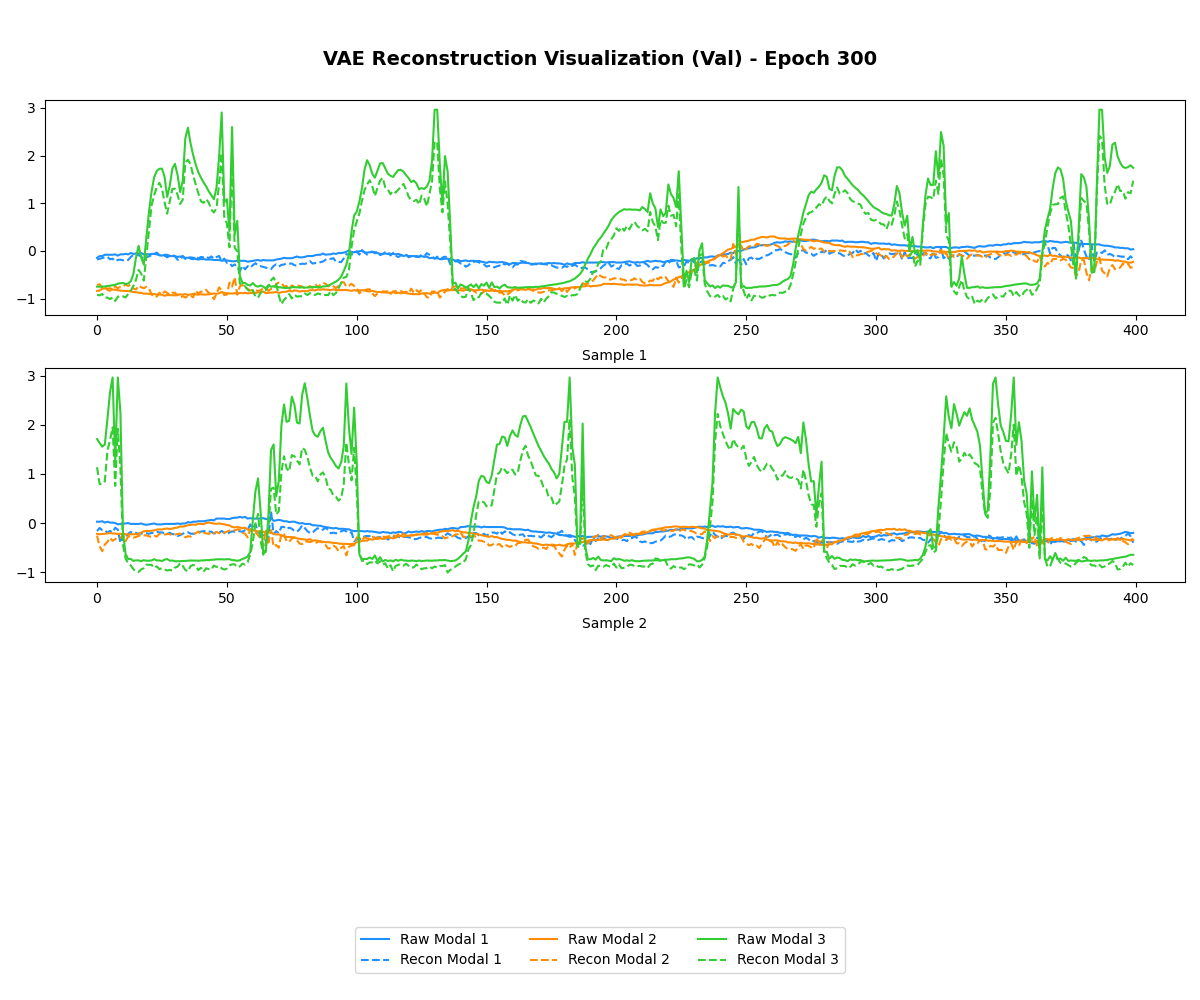 VAE Reconstruction Visualization (Val) - Epoch 300
3
2
1
0
−1
0 50 100 150 200 250 300 350 400
Sample 1
3
2
1
0
−1
0 50 100 150 200 250 300 350 400
Sample 2
Raw Modal 1 Raw Modal 2 Raw Modal 3
Recon Modal 1 Recon Modal 2 Recon Modal 3